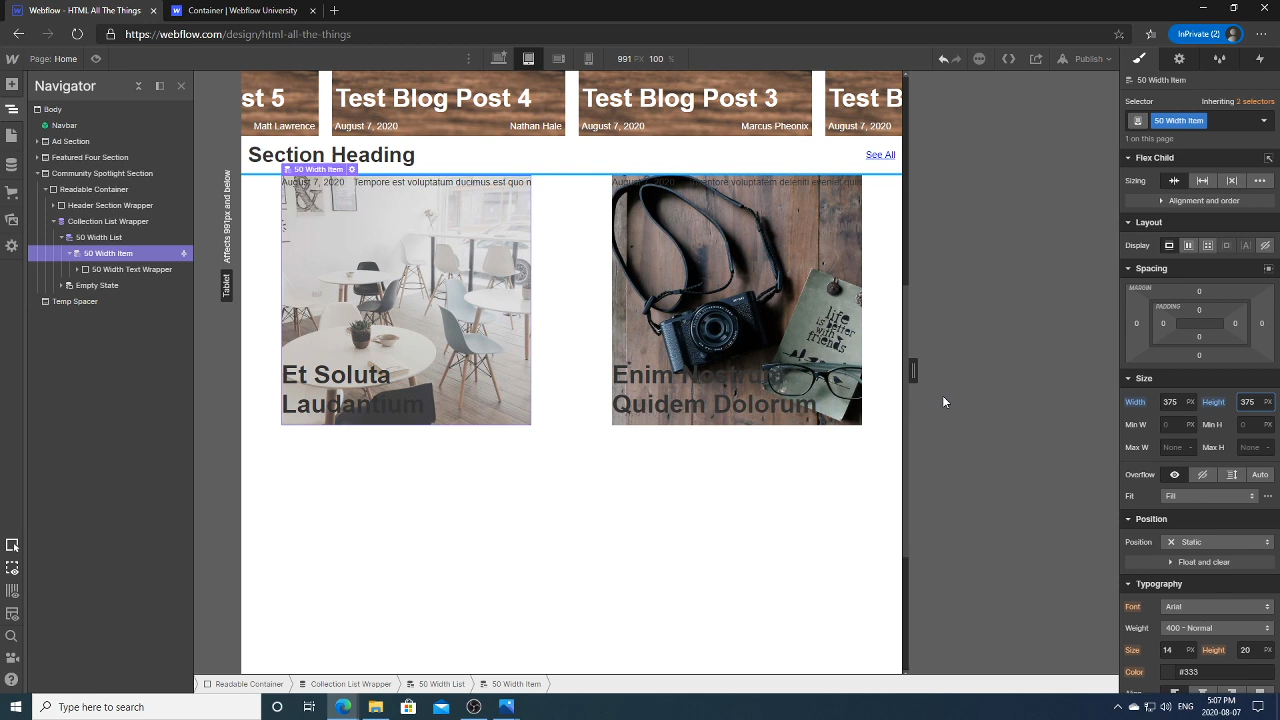 Webflow - HTML All The Things
Container | Webflow University
https://webflow.com/design/html-all-the-things
InPrivate (2)
Page: Home
991 PX 100 %
Publish
Navigator
Body
Navbar
Ad Section
Featured Four Section
Community Spotlight Section
Readable Container
Header Section Wrapper
Collection List Wrapper
50 Width List
50 Width Item
50 Width Text Wrapper
Empty State
Temp Spacer
Affects 991px and below
Tablet
st 5
Matt Lawrence
Test Blog Post 4
August 7, 2020 Nathan Hale
Test Blog Post 3
August 7, 2020 Marcus Pheonix
Test B
August 7, 2020
Section Heading
See All
50 Width Item
August 7, 2020 Tempore est voluptatum ducimus est quo n
Et Soluta
Laudantium
life
is better
with
friends
Enim Nostrum
Quidem Dolorum
50 Width Item
Selector Inheriting 2 selectors
50 Width Item
1 on this page
Flex Child
Sizing
Alignment and order
Layout
Display
Spacing
MARGIN 0
PADDING 0
0 0 0 0
0
0
Size
Width 375 PX Height 375 PX
Min W 0 PX Min H 0 PX
Max W None - Max H None -
Overflow Auto
Fit Fill
Position
Position Static
Float and clear
Typography
Font Arial
Weight 400 - Normal
Size 14 PX Height 20 PX
Color #333
Align
Readable Container Collection List Wrapper 50 Width List 50 Width Item
Type here to search
ENG
5:07 PM
2020-08-07